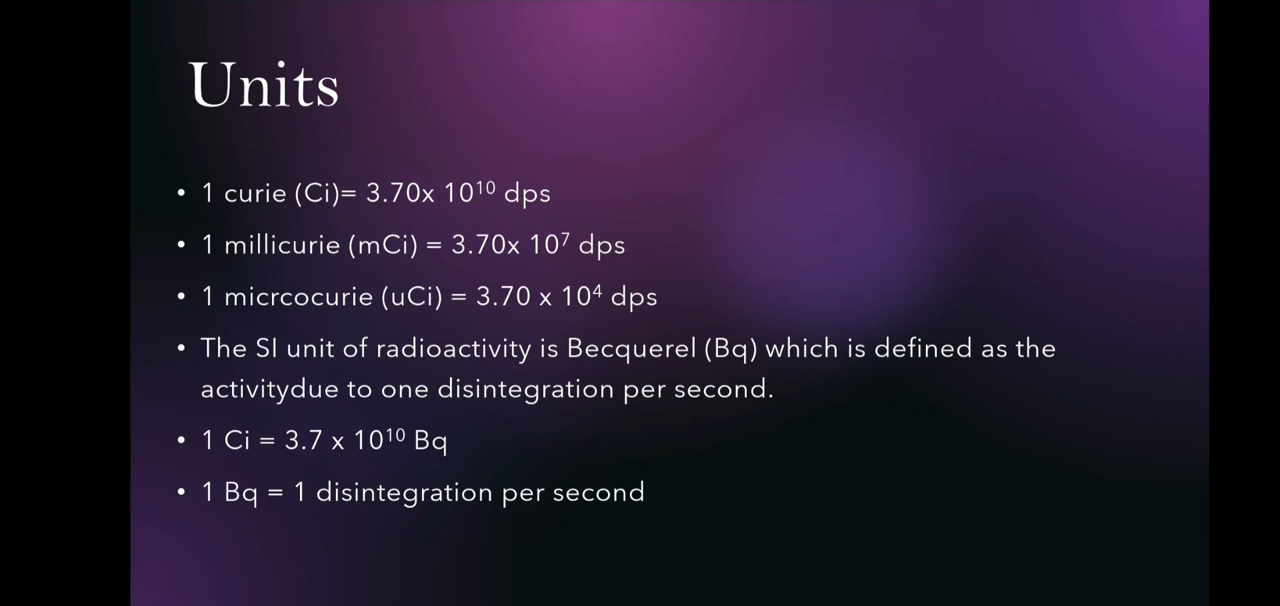 Units
• 1 curie (Ci)= 3.70x 10¹⁰ dps
• 1 millicurie (mCi) = 3.70x 10⁷ dps
• 1 micrcocurie (uCi) = 3.70 x 10⁴ dps
• The SI unit of radioactivity is Becquerel (Bq) which is defined as the
activitydue to one disintegration per second.
• 1 Ci = 3.7 x 10¹⁰ Bq
• 1 Bq = 1 disintegration per second